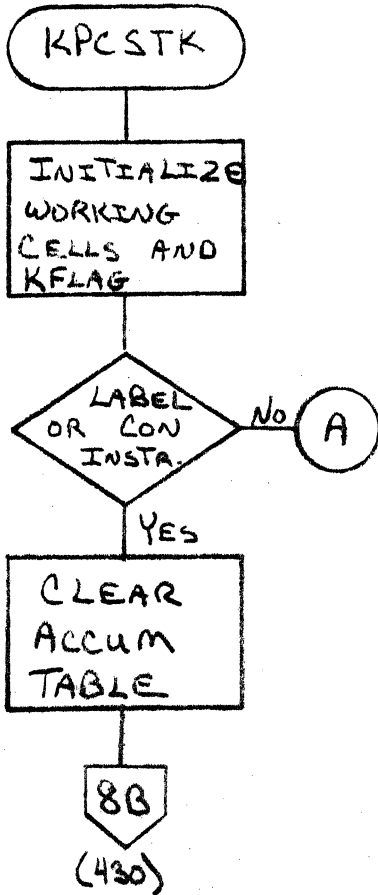 KPCSTK
INITIALIZE
WORKING
CELLS AND
KFLAG
LABEL
OR CON
INSTR.
NO
A
YES
CLEAR
ACCUM
TABLE
8B
(430)